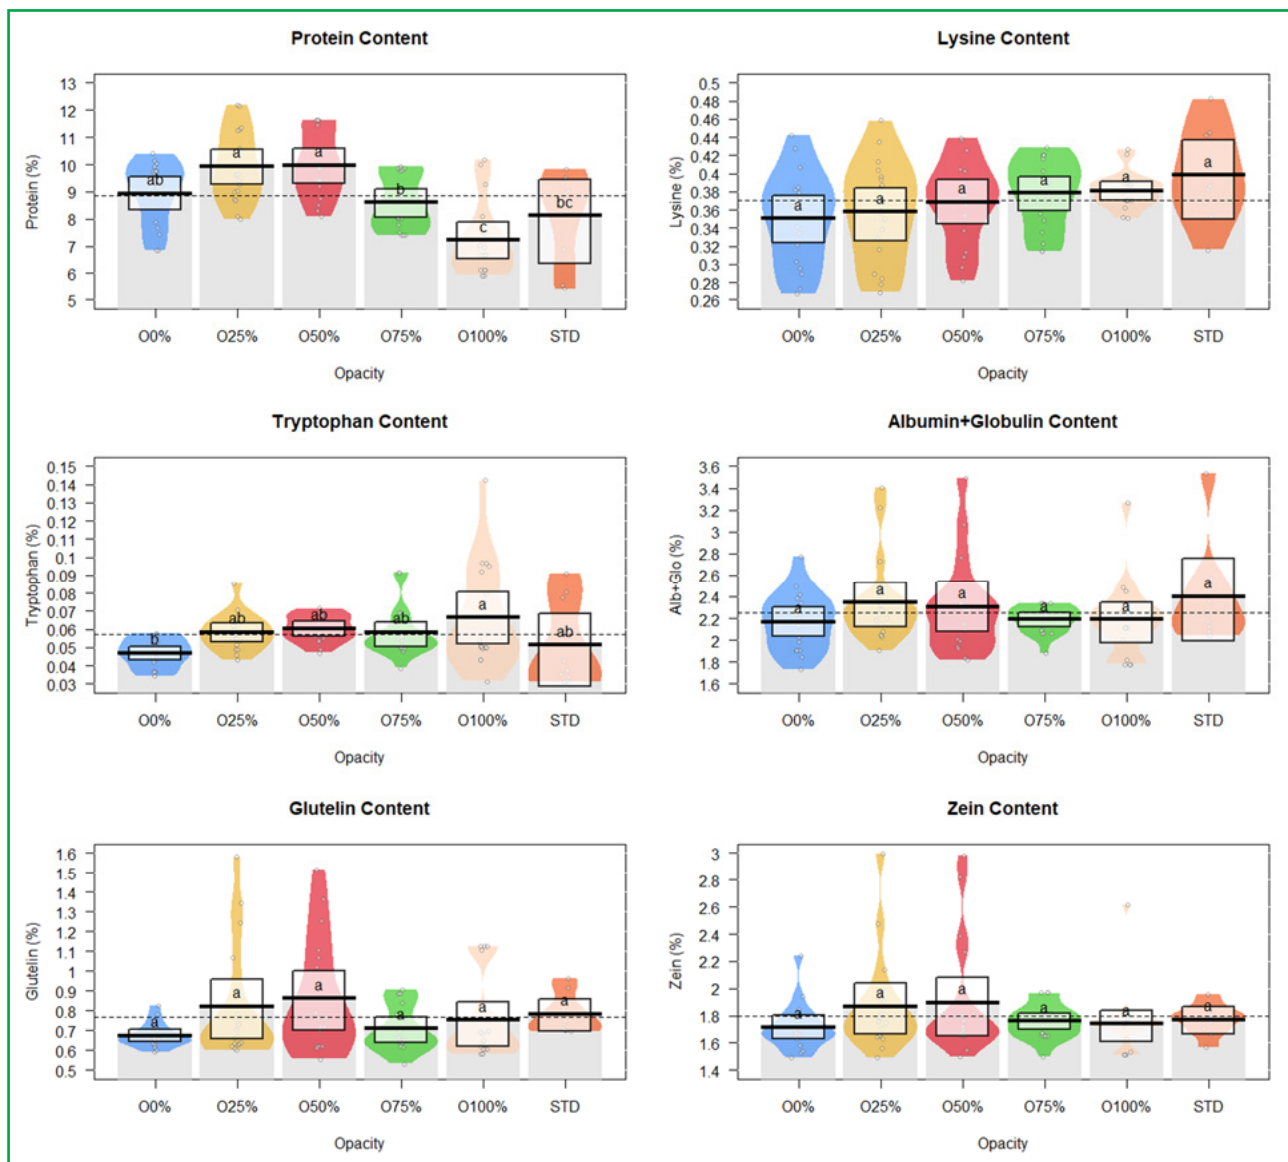 Protein Content
Protein (%)
13
12
11
10
9
8
7
6
5
ab
a
a
b
c
bc
O0% O25% O50% O75% O100% STD
Opacity
Lysine Content
Lysine (%)
0.5
0.48
0.46
0.44
0.42
0.4
0.38
0.36
0.34
0.32
0.3
0.28
0.26
a
a
a
a
a
a
O0% O25% O50% O75% O100% STD
Opacity
Tryptophan Content
Tryptophan (%)
0.15
0.14
0.13
0.12
0.11
0.1
0.09
0.08
0.07
0.06
0.05
0.04
0.03
b
ab
ab
ab
a
ab
O0% O25% O50% O75% O100% STD
Opacity
Albumin+Globulin Content
Alb+Glo (%)
3.6
3.4
3.2
3
2.8
2.6
2.4
2.2
2
1.8
1.6
a
a
a
a
a
a
O0% O25% O50% O75% O100% STD
Opacity
Glutelin Content
Glutelin (%)
1.6
1.5
1.4
1.3
1.2
1.1
1
0.9
0.8
0.7
0.6
0.5
a
a
a
a
a
a
O0% O25% O50% O75% O100% STD
Opacity
Zein Content
Zein (%)
3
2.8
2.6
2.4
2.2
2
1.8
1.6
1.4
a
a
a
a
a
a
O0% O25% O50% O75% O100% STD
Opacity